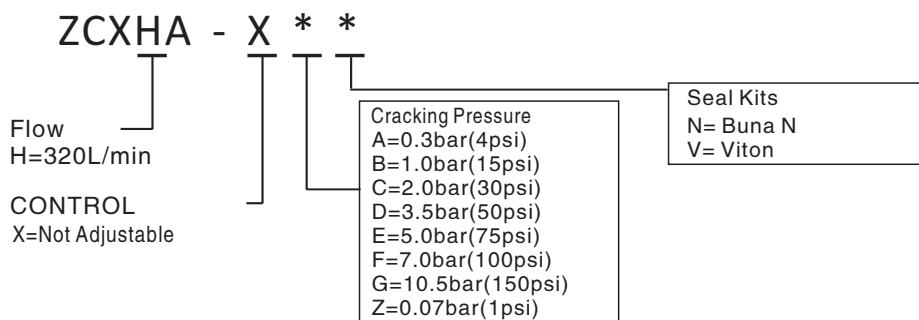 ZCXHA - X * *
Flow
H=320L/min
CONTROL
X=Not Adjustable
Cracking Pressure
A=0.3bar(4psi)
B=1.0bar(15psi)
C=2.0bar(30psi)
D=3.5bar(50psi)
E=5.0bar(75psi)
F=7.0bar(100psi)
G=10.5bar(150psi)
Z=0.07bar(1psi)
Seal Kits
N= Buna N
V= Viton